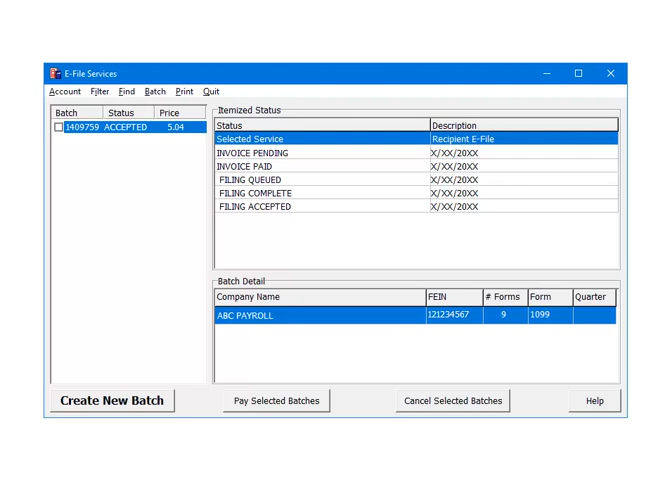 E-File Services
Account Filter Find Batch Print Quit
Batch Status Price
1409759 ACCEPTED 5.04
Itemized Status
Status Description
Selected Service Recipient E-File
INVOICE PENDING X/XX/20XX
INVOICE PAID X/XX/20XX
FILING QUEUED X/XX/20XX
FILING COMPLETE X/XX/20XX
FILING ACCEPTED X/XX/20XX
Batch Detail
Company Name FEIN # Forms Form Quarter
ABC PAYROLL 121234567 9 1099
Create New Batch Pay Selected Batches Cancel Selected Batches Help